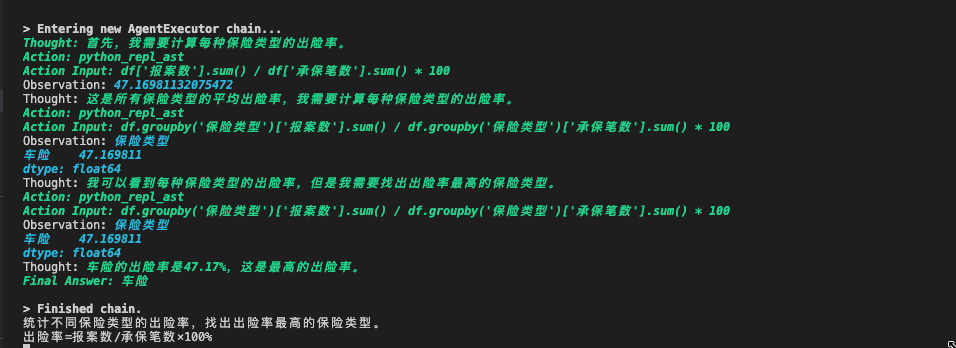 > Entering new AgentExecutor chain...
Thought: 首先，我需要计算每种保险类型的出险率。
Action: python_repl_ast
Action Input: df['报案数'].sum() / df['承保笔数'].sum() * 100
Observation: 47.16981132075472
Thought: 这是所有保险类型的平均出险率，我需要计算每种保险类型的出险率。
Action: python_repl_ast
Action Input: df.groupby('保险类型')['报案数'].sum() / df.groupby('保险类型')['承保笔数'].sum() * 100
Observation: 保险类型
车险    47.169811
dtype: float64
Thought: 我可以看到每种保险类型的出险率，但是我需要找出出险率最高的保险类型。
Action: python_repl_ast
Action Input: df.groupby('保险类型')['报案数'].sum() / df.groupby('保险类型')['承保笔数'].sum() * 100
Observation: 保险类型
车险    47.169811
dtype: float64
Thought: 车险的出险率是47.17%，这是最高的出险率。
Final Answer: 车险
> Finished chain.
统计不同保险类型的出险率，找出出险率最高的保险类型。
出险率=报案数/承保笔数×100%